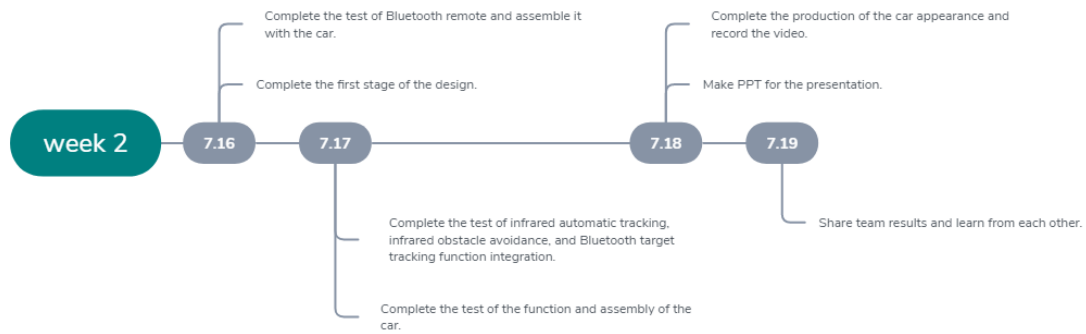 Complete the test of Bluetooth remote and assemble it
with the car.
Complete the first stage of the design.
Complete the production of the car appearance and
record the video.
Make PPT for the presentation.
week 2
7.16
7.17
7.18
7.19
Complete the test of infrared automatic tracking,
infrared obstacle avoidance, and Bluetooth target
tracking function integration.
Complete the test of the function and assembly of the
car.
Share team results and learn from each other.